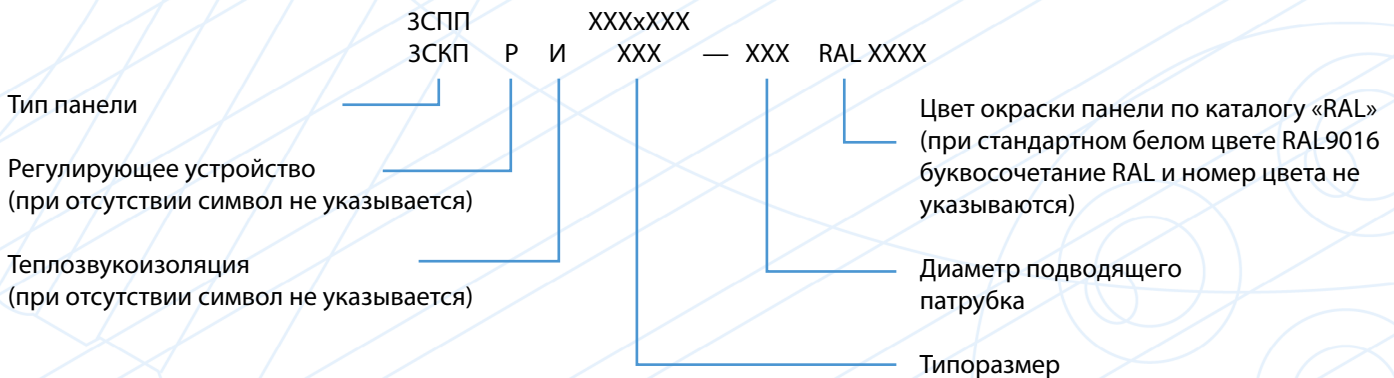 3СПП XXXxXXX
3СКП Р И XXX — XXX RAL XXXX
Тип панели
Регулирующее устройство
(при отсутствии символ не указывается)
Теплозвукоизоляция
(при отсутствии символ не указывается)
Цвет окраски панели по каталогу «RAL»
(при стандартном белом цвете RAL9016
буквосочетание RAL и номер цвета не
указываются)
Диаметр подводящего
патрубка
Типоразмер